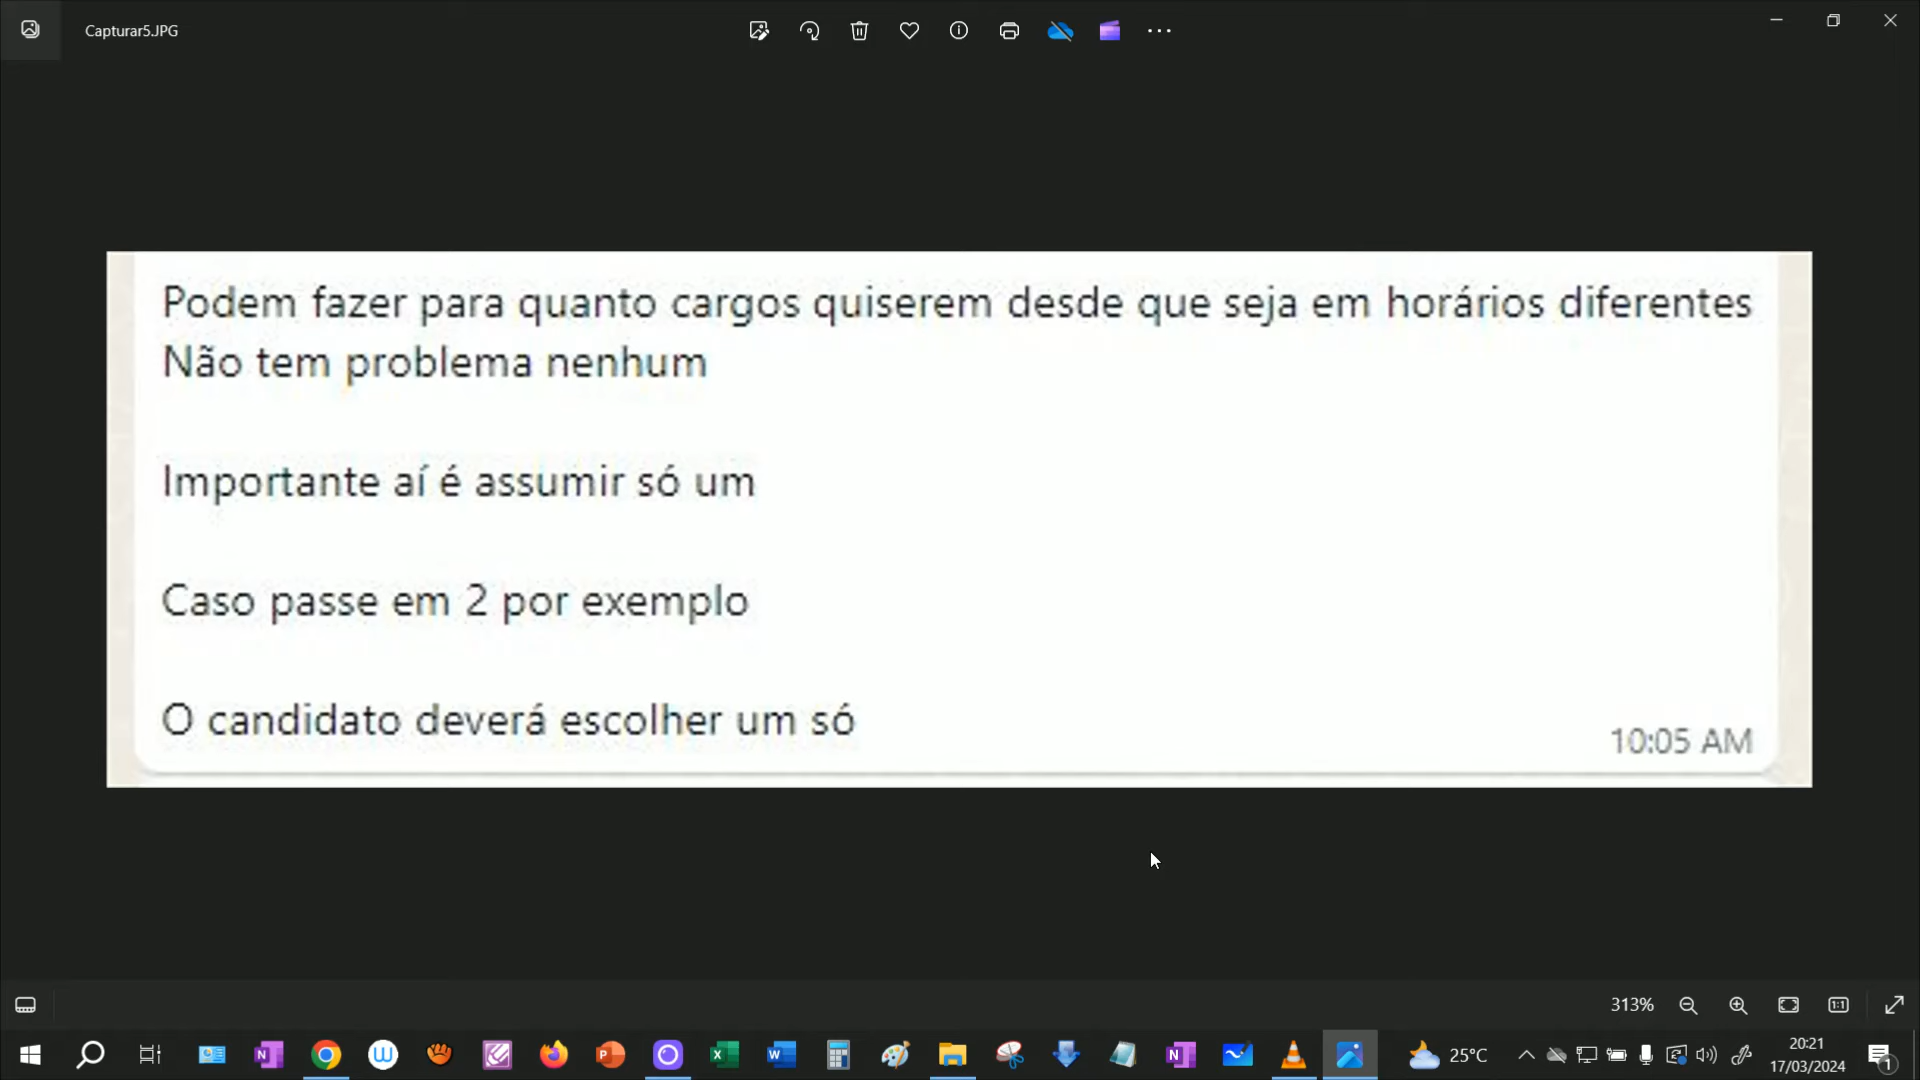 Capturar5.JPG
Podem fazer para quanto cargos quiserem desde que seja em horários diferentes
Não tem problema nenhum
Importante aí é assumir só um
Caso passe em 2 por exemplo
O candidato deverá escolher um só
10:05 AM
313%
25°C
20:21
17/03/2024
1